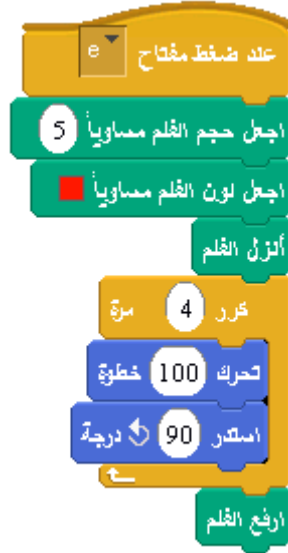 عند ضغط مفتاح e
اجعل حجم القلم مساوياً 5
اجعل لون القلم مساوياً
أنزل القلم
كرر 4 مرة
تحرك 100 خطوة
استدر 90 درجة
ارفع القلم